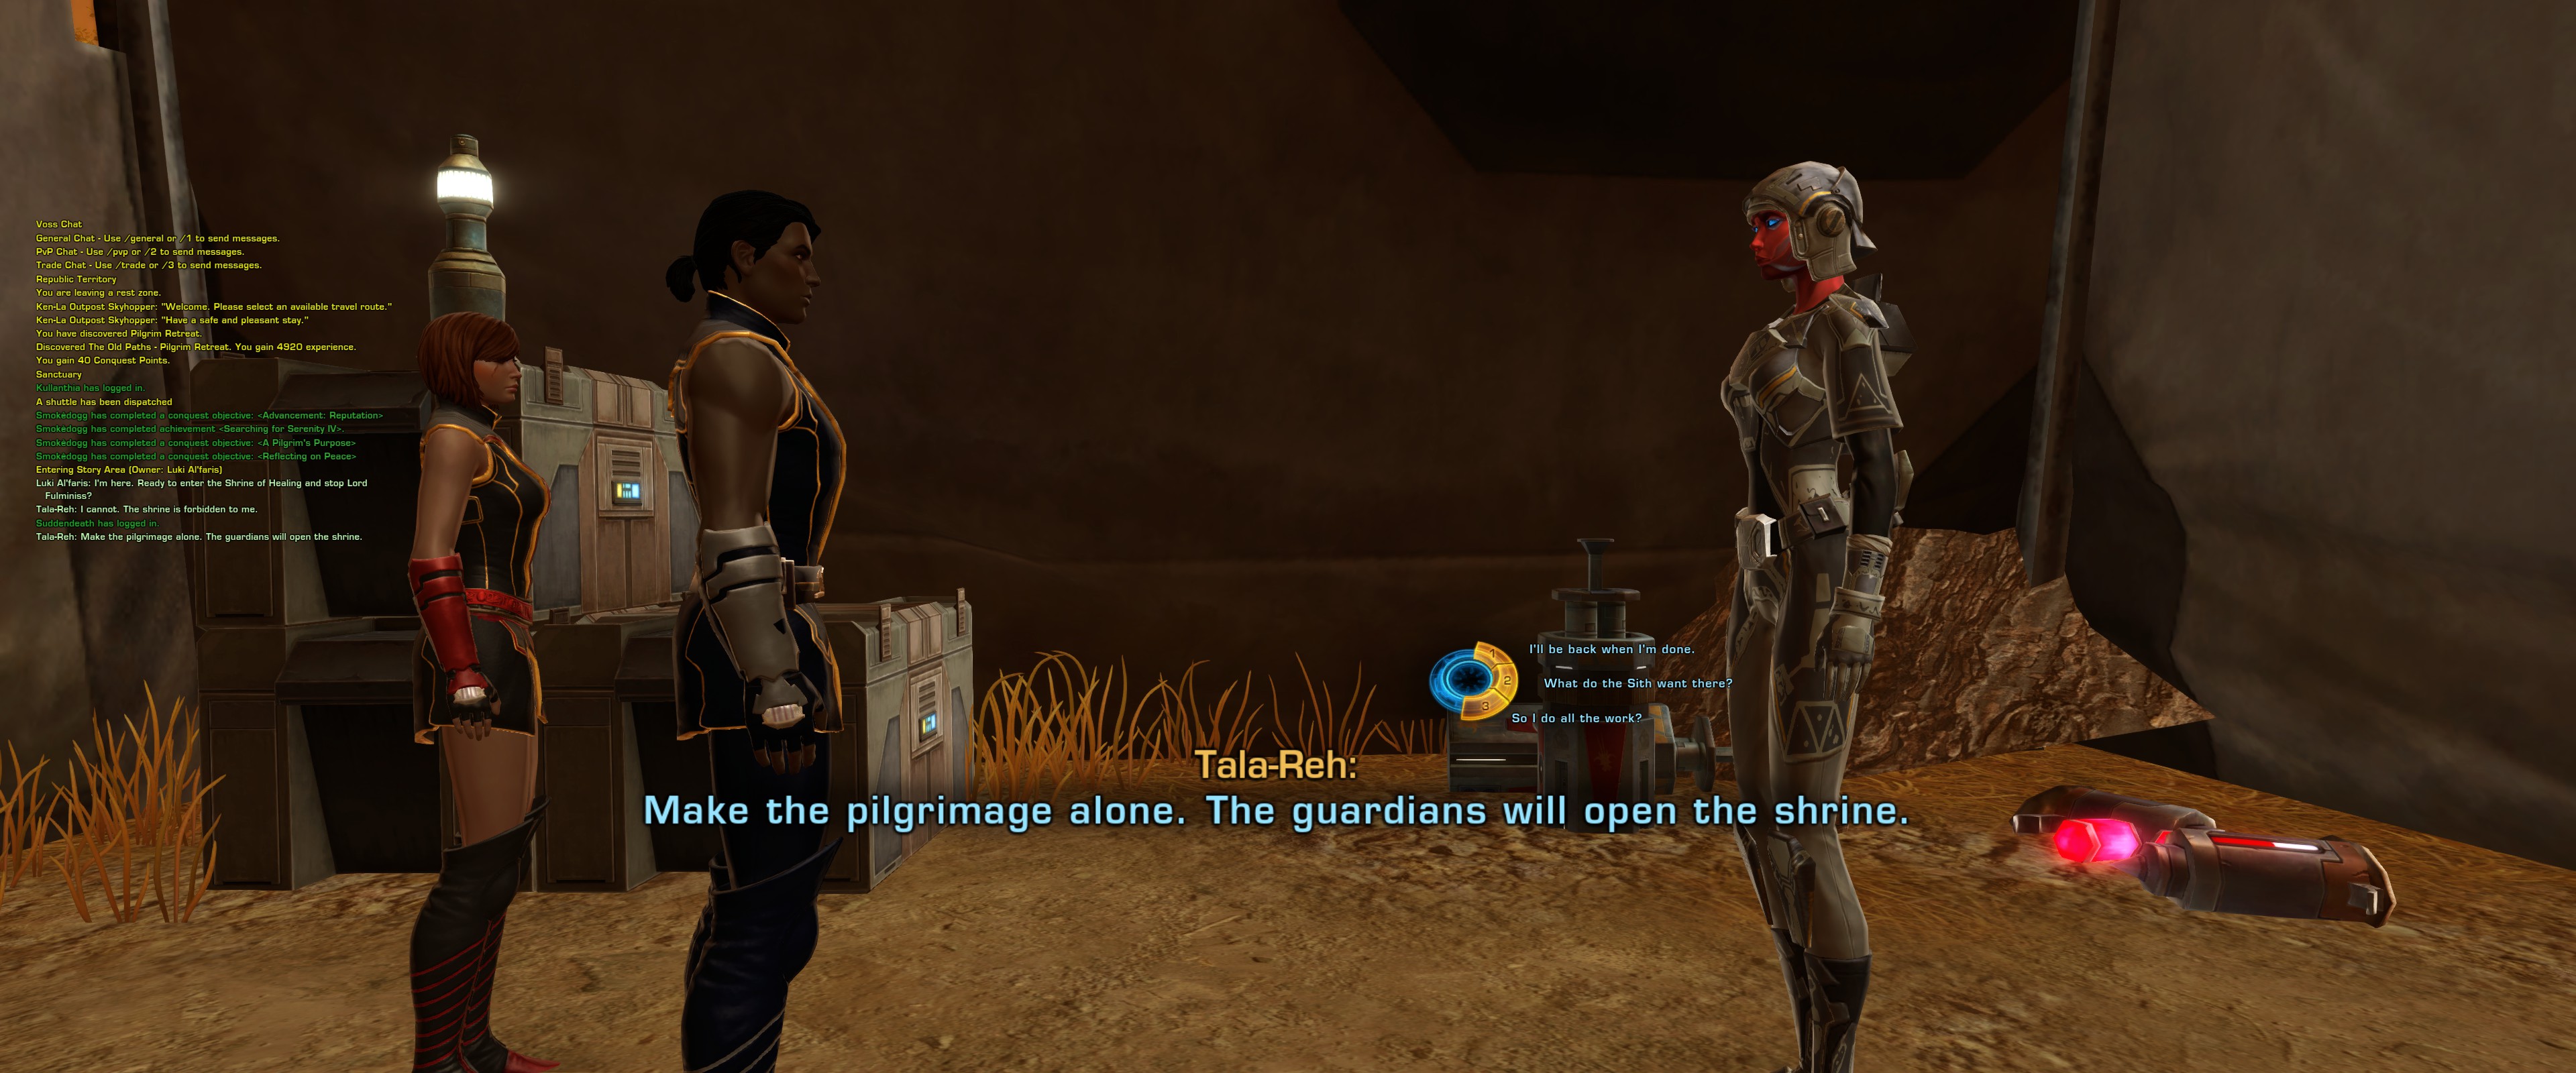 Voss Chat
General Chat - Use /general or /1 to send messages.
PvP Chat - Use /pvp or /2 to send messages.
Trade Chat - Use /trade or /3 to send messages.
Republic Territory
You are leaving a rest zone.
Ken-La Outpost Skyhopper: "Welcome. Please select an available travel route."
Ken-La Outpost Skyhopper: "Have a safe and pleasant stay."
You have discovered Pilgrim Retreat.
Discovered The Old Paths - Pilgrim Retreat. You gain 4920 experience.
You gain 40 Conquest Points.
Sanctuary
Kullanthia has logged in.
A shuttle has been dispatched
Smokèdogg has completed a conquest objective: <Advancement: Reputation>
Smokèdogg has completed achievement <Searching for Serenity IV>.
Smokèdogg has completed a conquest objective: <A Pilgrim's Purpose>
Smokèdogg has completed a conquest objective: <Reflecting on Peace>
Entering Story Area (Owner: Luki Al'faris)
Luki Al'faris: I'm here. Ready to enter the Shrine of Healing and stop Lord
Fulminiss?
Tala-Reh: I cannot. The shrine is forbidden to me.
Suddendeath has logged in.
Tala-Reh: Make the pilgrimage alone. The guardians will open the shrine.
1 I'll be back when I'm done.
2 What do the Sith want there?
3 So I do all the work?
Tala-Reh:
Make the pilgrimage alone. The guardians will open the shrine.